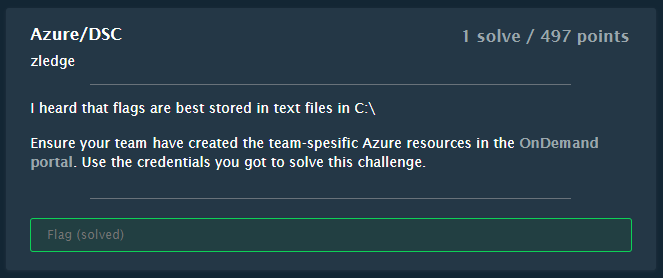 Azure/DSC
1 solve / 497 points
zledge
I heard that flags are best stored in text files in C:\
Ensure your team have created the team-spesific Azure resources in the OnDemand
portal. Use the credentials you got to solve this challenge.
Flag (solved)